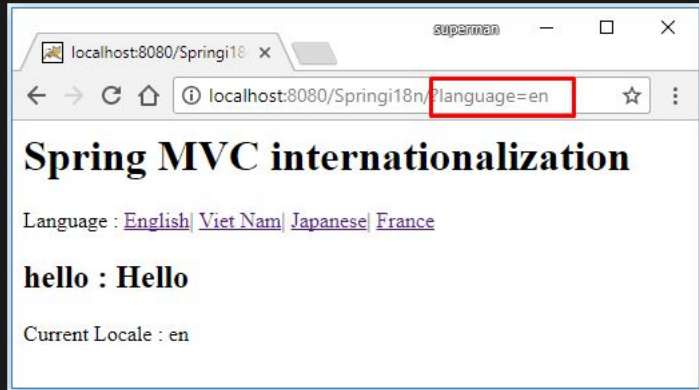 superman
localhost:8080/Springi18
localhost:8080/Springi18n/?language=en
Spring MVC internationalization
Language : English| Viet Nam| Japanese| France
hello : Hello
Current Locale : en